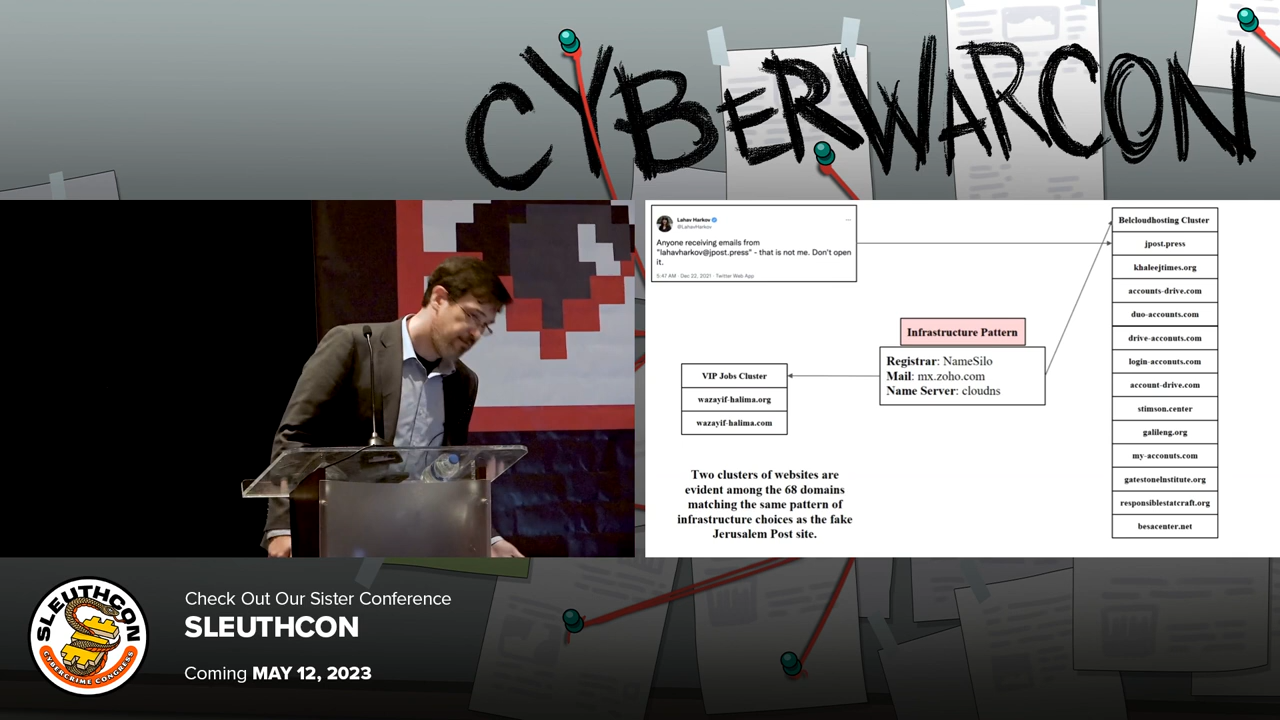 CYBERWARCON
Lahav Harkov
@LahavHarkov
Anyone receiving emails from
"lahavharkov@jpost.press" - that is not me. Don't open
it.
5:47 AM · Dec 22, 2021 · Twitter Web App
Infrastructure Pattern
Registrar: NameSilo
Mail: mx.zoho.com
Name Server: cloudns
VIP Jobs Cluster
wazayif-halima.org
wazayif-halima.com
Two clusters of websites are
evident among the 68 domains
matching the same pattern of
infrastructure choices as the fake
Jerusalem Post site.
Belcloudhosting Cluster
jpost.press
khaleejtimes.org
accounts-drive.com
duo-accounts.com
drive-acconuts.com
login-acconuts.com
account-drive.com
stimson.center
galileng.org
my-acconuts.com
gatestonelnstitute.org
responsiblestatcraft.org
besacenter.net
SLEUTHCON
CYBERCRIME CONGRESS
Check Out Our Sister Conference
SLEUTHCON
Coming MAY 12, 2023